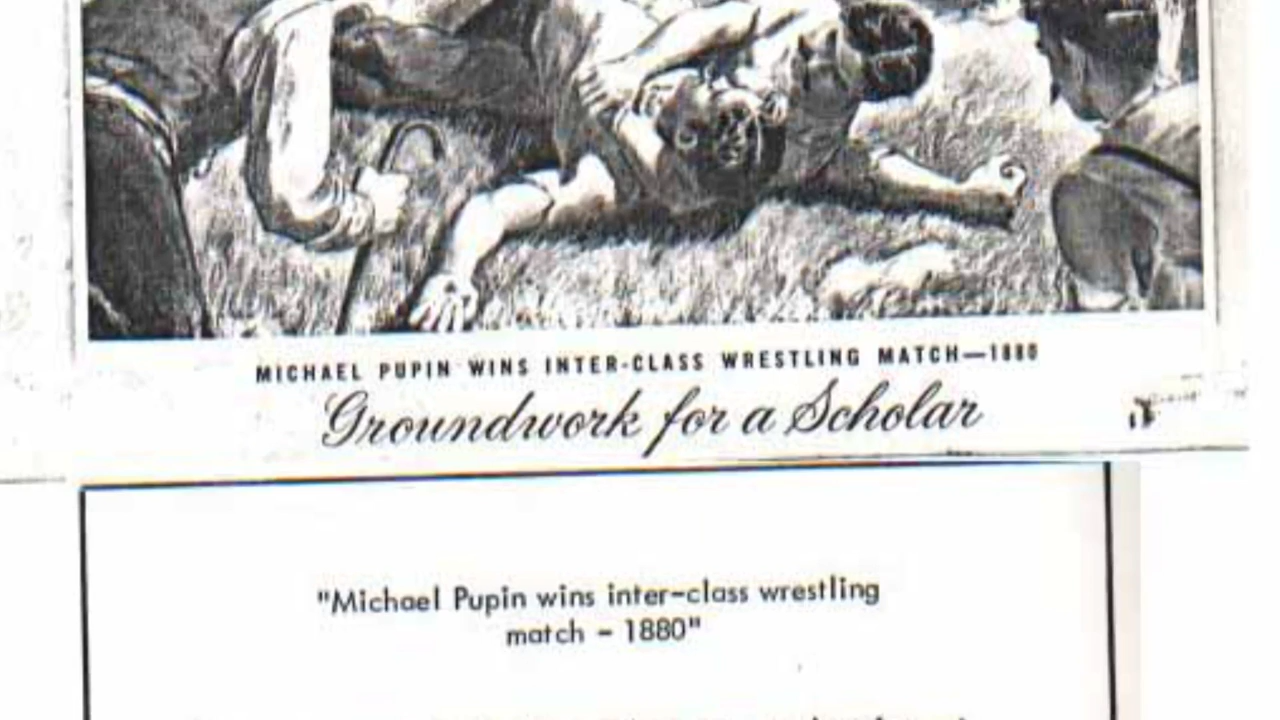 MICHAEL PUPIN WINS INTER-CLASS WRESTLING MATCH—1880
Groundwork for a Scholar
"Michael Pupin wins inter-class wrestling
match - 1880"